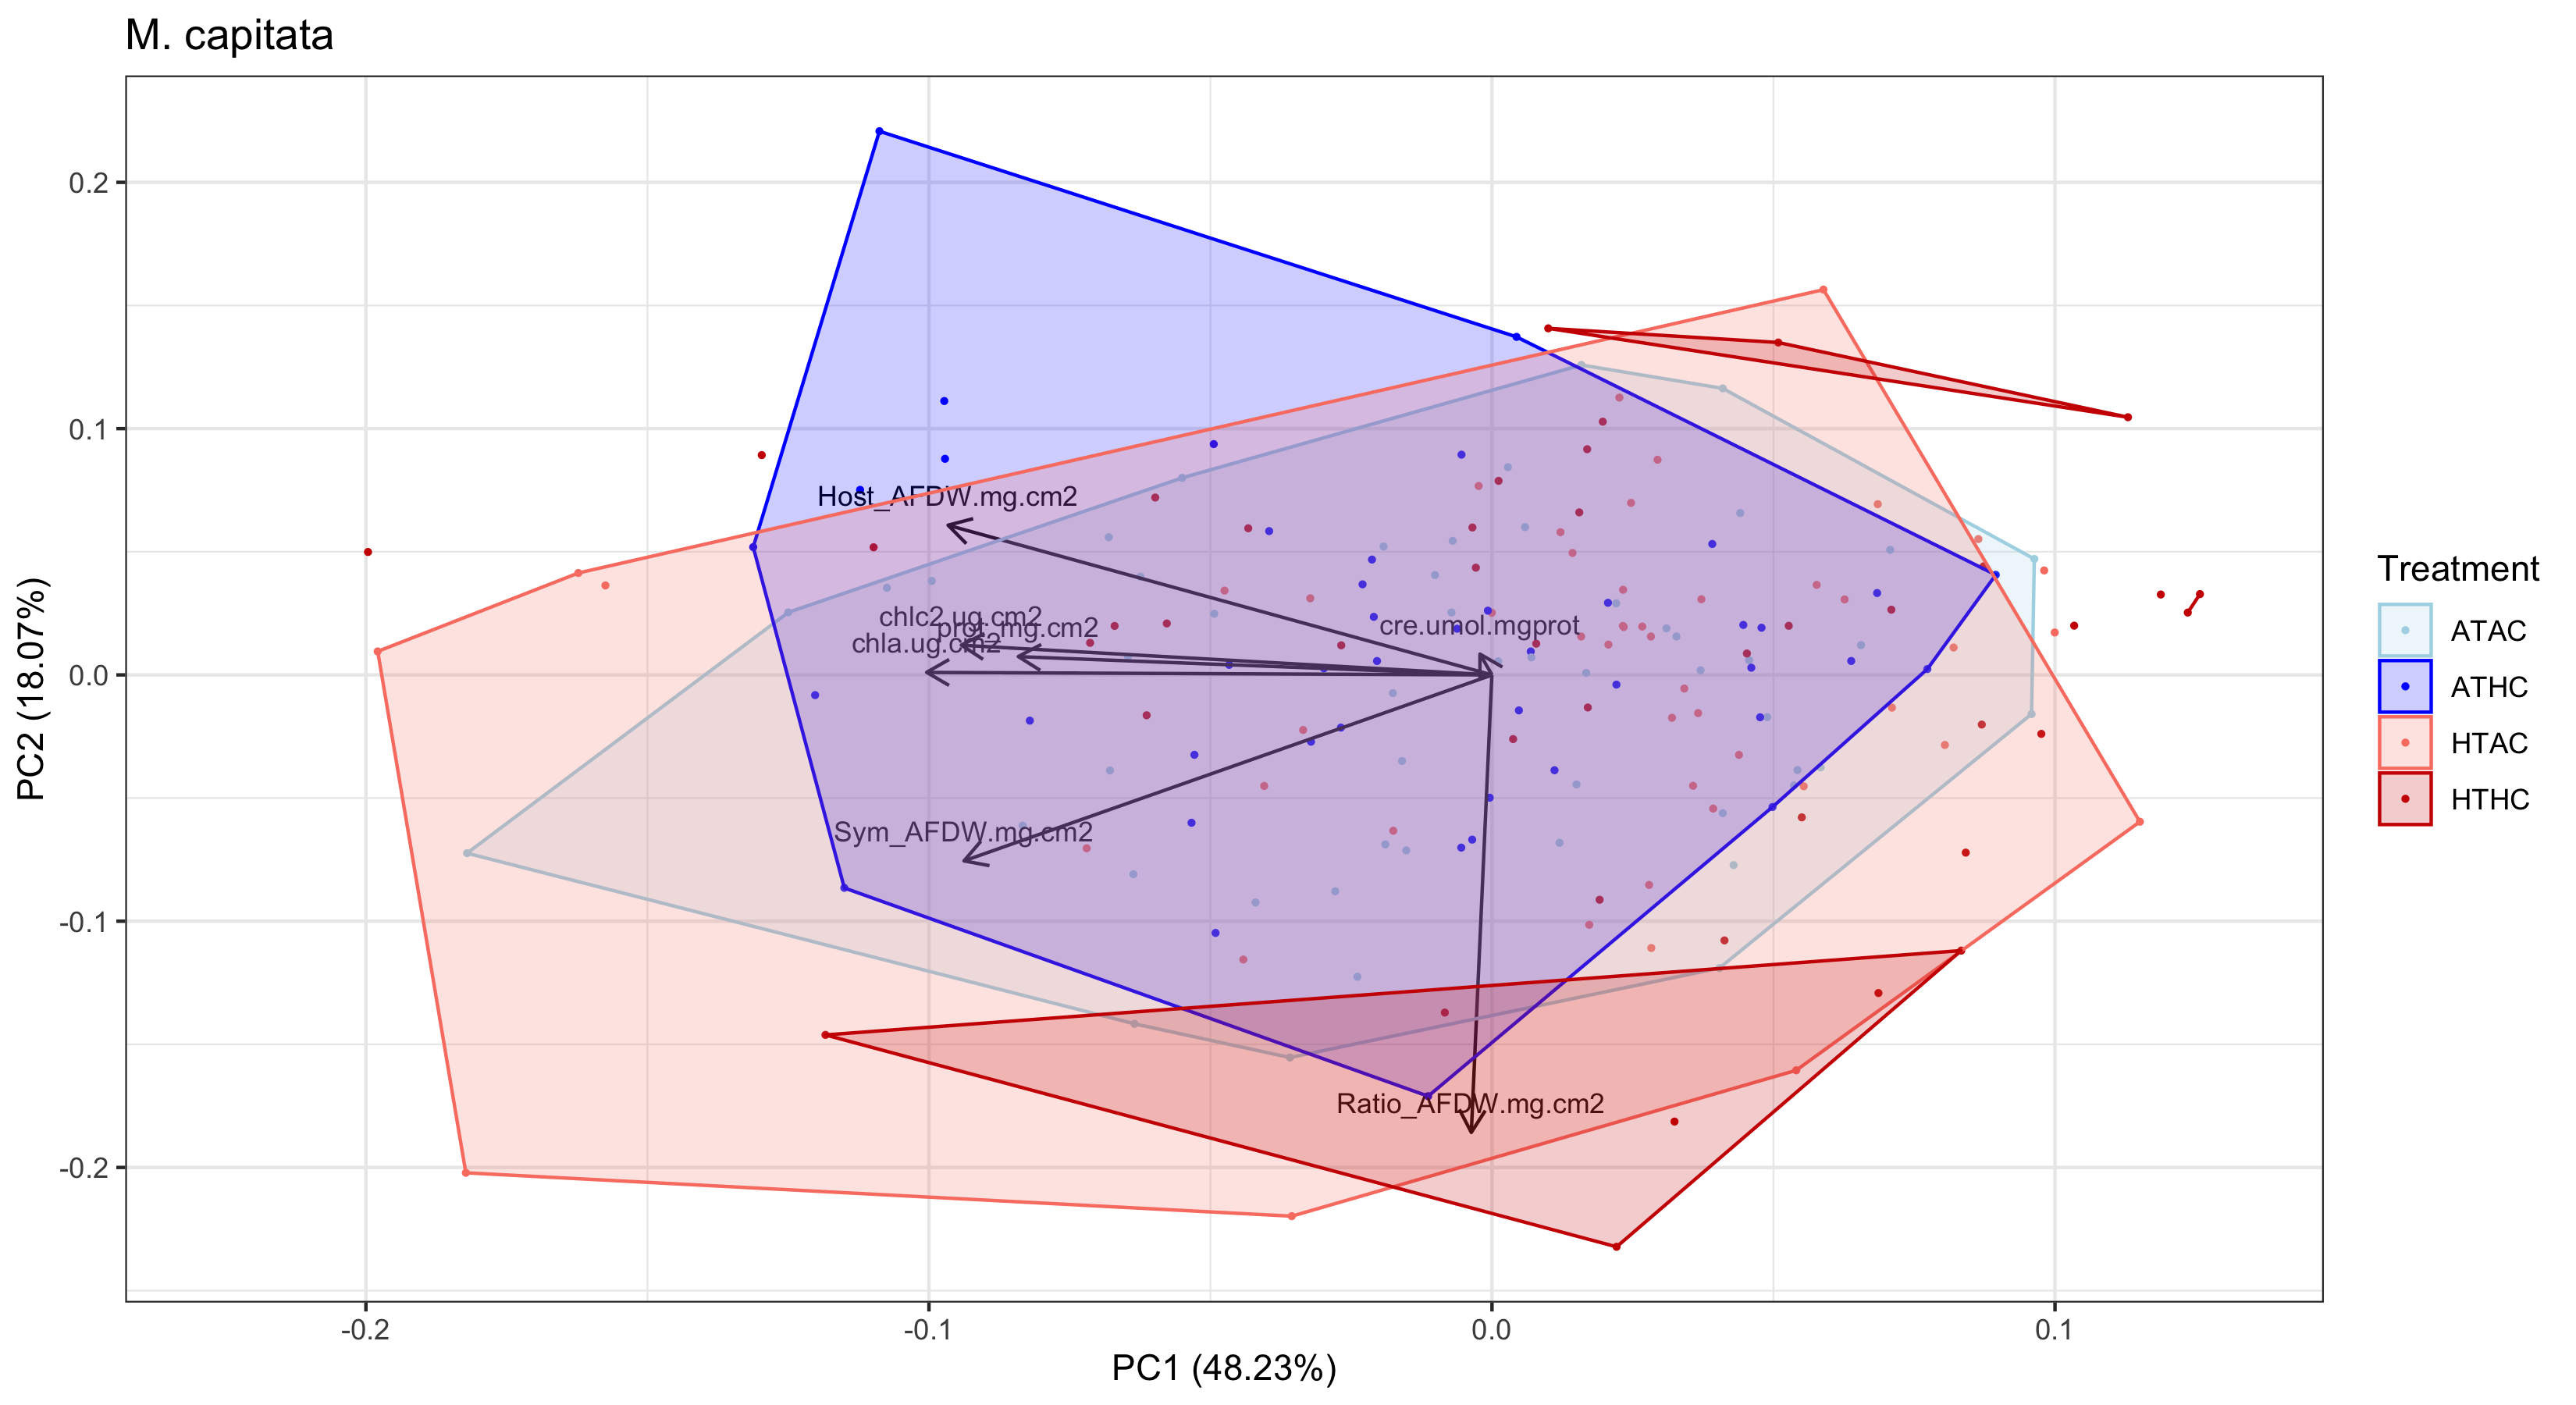 M. capitata
0.2
0.1
0.0
-0.1
-0.2
PC2 (18.07%)
Host_AFDW.mg.cm2
chlc2.ug.cm2
prot_mg.cm2
chla.ug.cm2
cre.umol.mgprot
Sym_AFDW.mg.cm2
Ratio_AFDW.mg.cm2
-0.2
-0.1
0.0
0.1
PC1 (48.23%)
Treatment
ATAC
ATHC
HTAC
HTHC